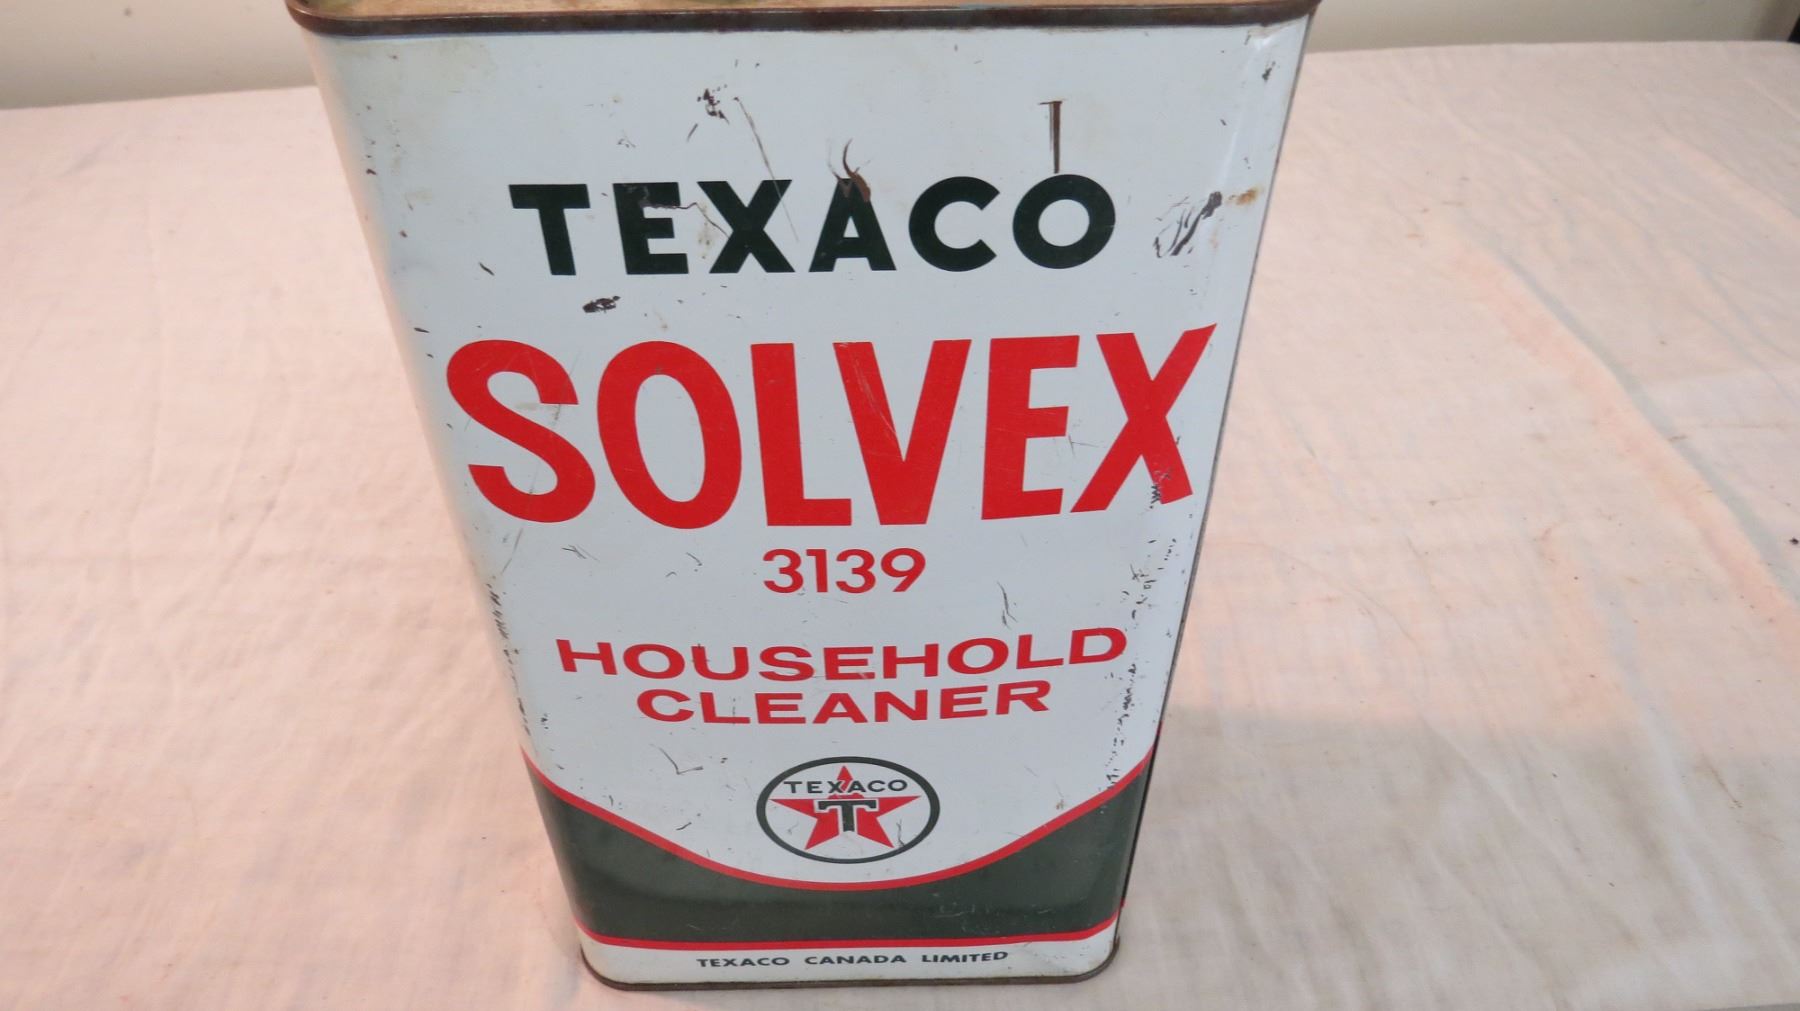 TEXACO
SOLVEX
3139
HOUSEHOLD
CLEANER
TEXACO
T
TEXACO CANADA LIMITED